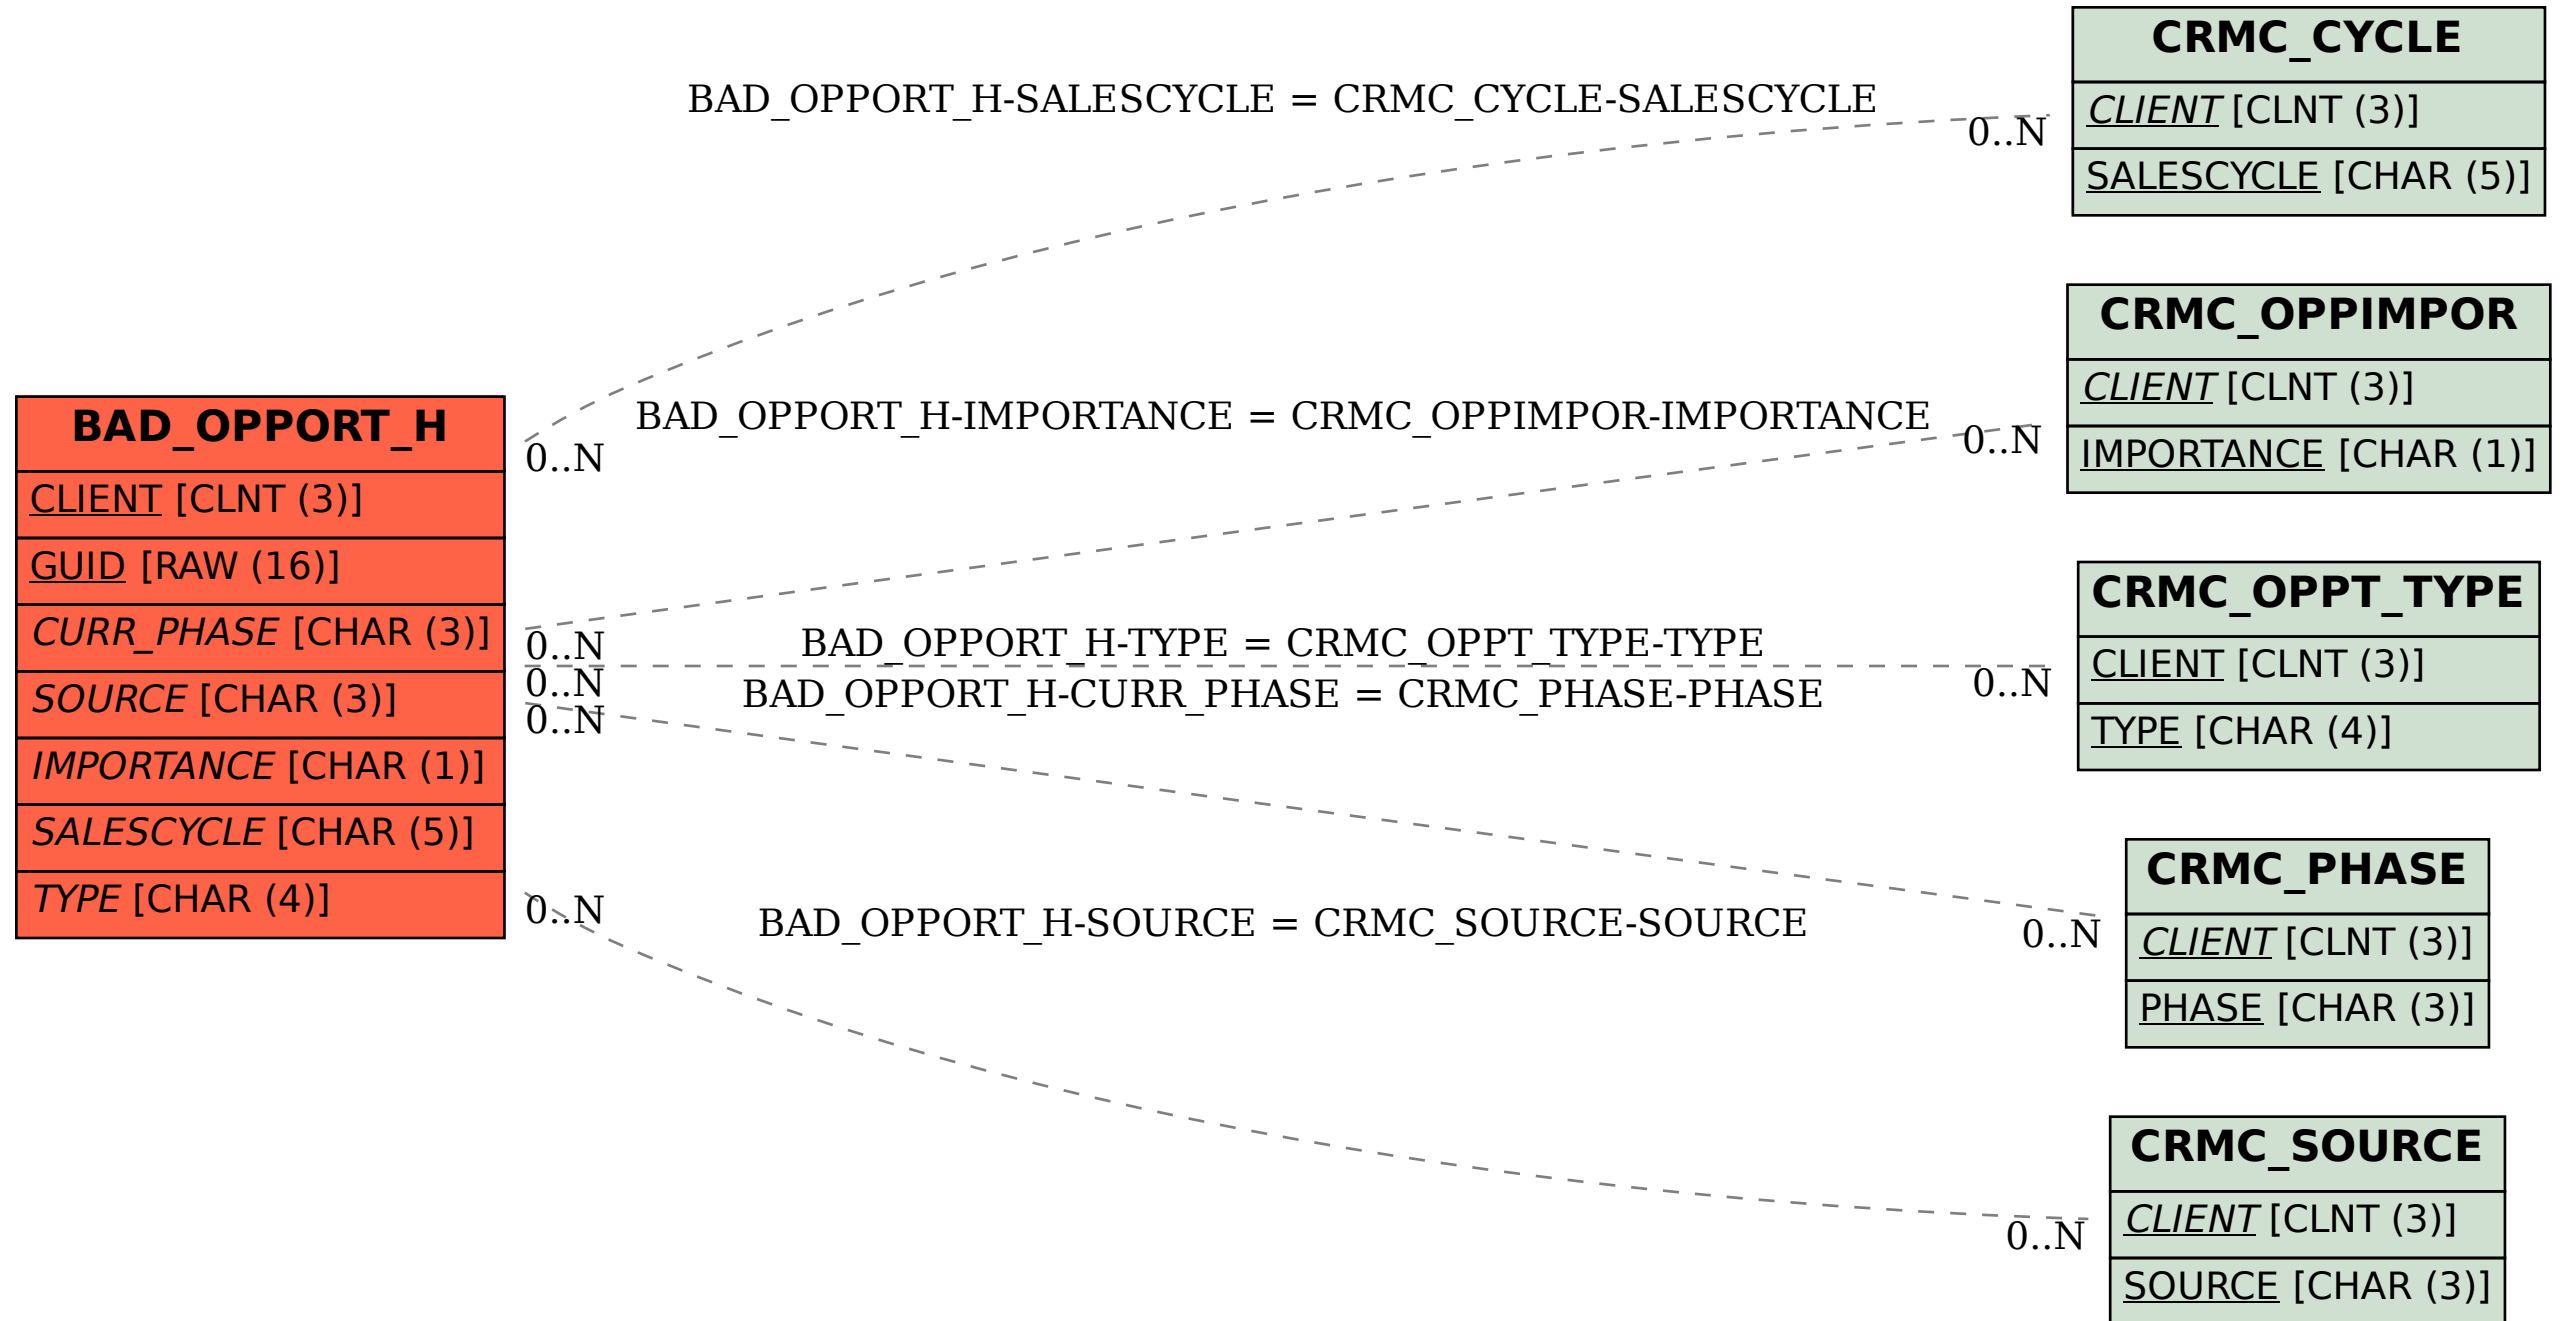 BAD_OPPORT_H
CLIENT [CLNT (3)]
GUID [RAW (16)]
CURR_PHASE [CHAR (3)]
SOURCE [CHAR (3)]
IMPORTANCE [CHAR (1)]
SALESCYCLE [CHAR (5)]
TYPE [CHAR (4)]
BAD_OPPORT_H-SALESCYCLE = CRMC_CYCLE-SALESCYCLE
0..N
0..N
BAD_OPPORT_H-IMPORTANCE = CRMC_OPPIMPOR-IMPORTANCE
0..N
0..N
BAD_OPPORT_H-TYPE = CRMC_OPPT_TYPE-TYPE
0..N
0..N
BAD_OPPORT_H-CURR_PHASE = CRMC_PHASE-PHASE
0..N
0..N
BAD_OPPORT_H-SOURCE = CRMC_SOURCE-SOURCE
0..N
0..N
CRMC_CYCLE
CLIENT [CLNT (3)]
SALESCYCLE [CHAR (5)]
CRMC_OPPIMPOR
CLIENT [CLNT (3)]
IMPORTANCE [CHAR (1)]
CRMC_OPPT_TYPE
CLIENT [CLNT (3)]
TYPE [CHAR (4)]
CRMC_PHASE
CLIENT [CLNT (3)]
PHASE [CHAR (3)]
CRMC_SOURCE
CLIENT [CLNT (3)]
SOURCE [CHAR (3)]